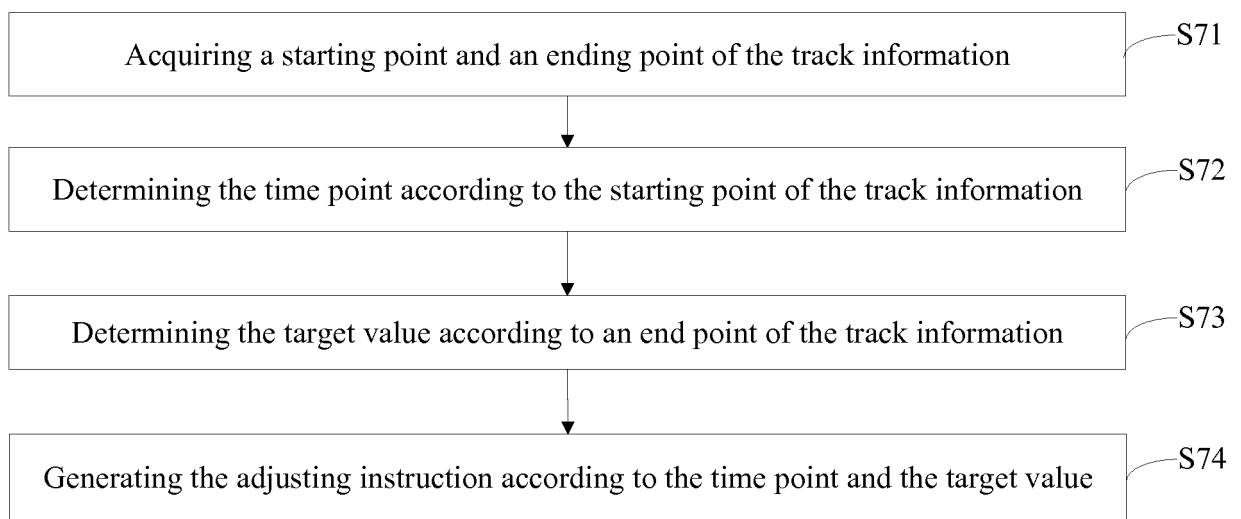 Acquiring a starting point and an ending point of the track information
S71
Determining the time point according to the starting point of the track information
S72
Determining the target value according to an end point of the track information
S73
Generating the adjusting instruction according to the time point and the target value
S74